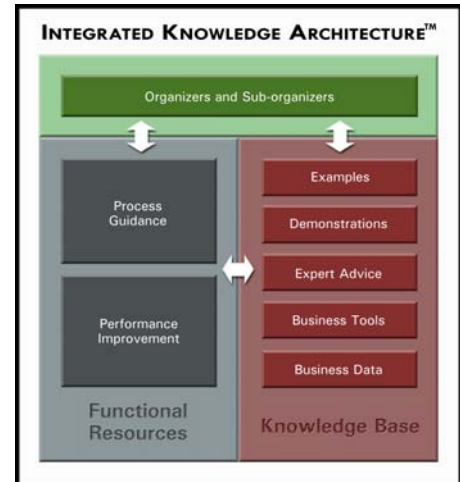 INTEGRATED KNOWLEDGE ARCHITECTURE™
Organizers and Sub-organizers
Process
Guidance
Performance
Improvement
Functional
Resources
Examples
Demonstrations
Expert Advice
Business Tools
Business Data
Knowledge Base